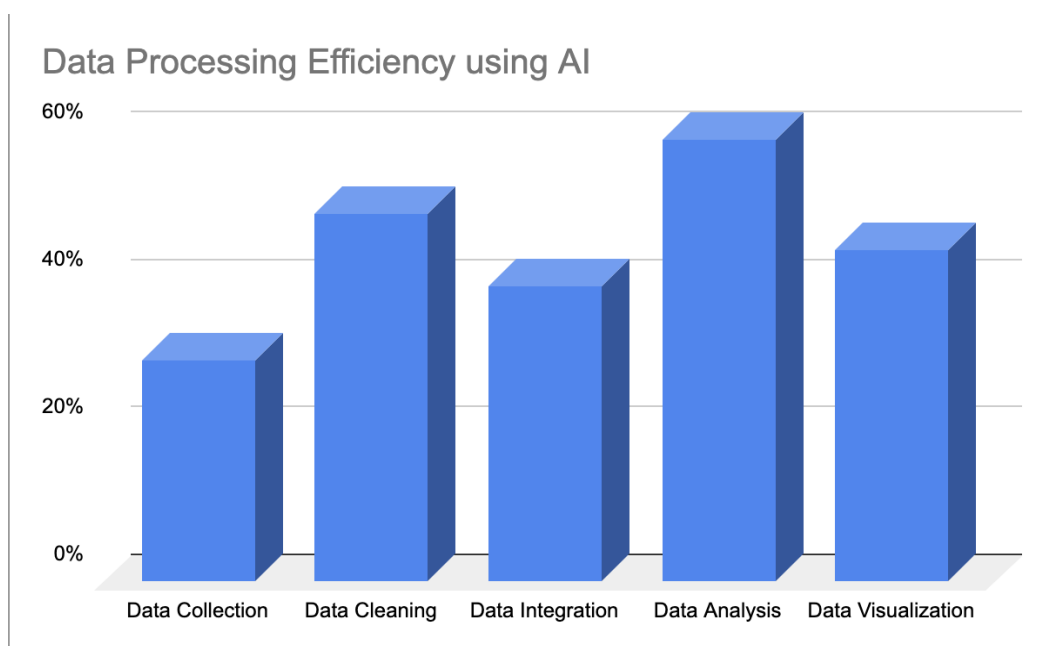 Data Processing Efficiency using AI
60%
40%
20%
0%
Data Collection Data Cleaning Data Integration Data Analysis Data Visualization